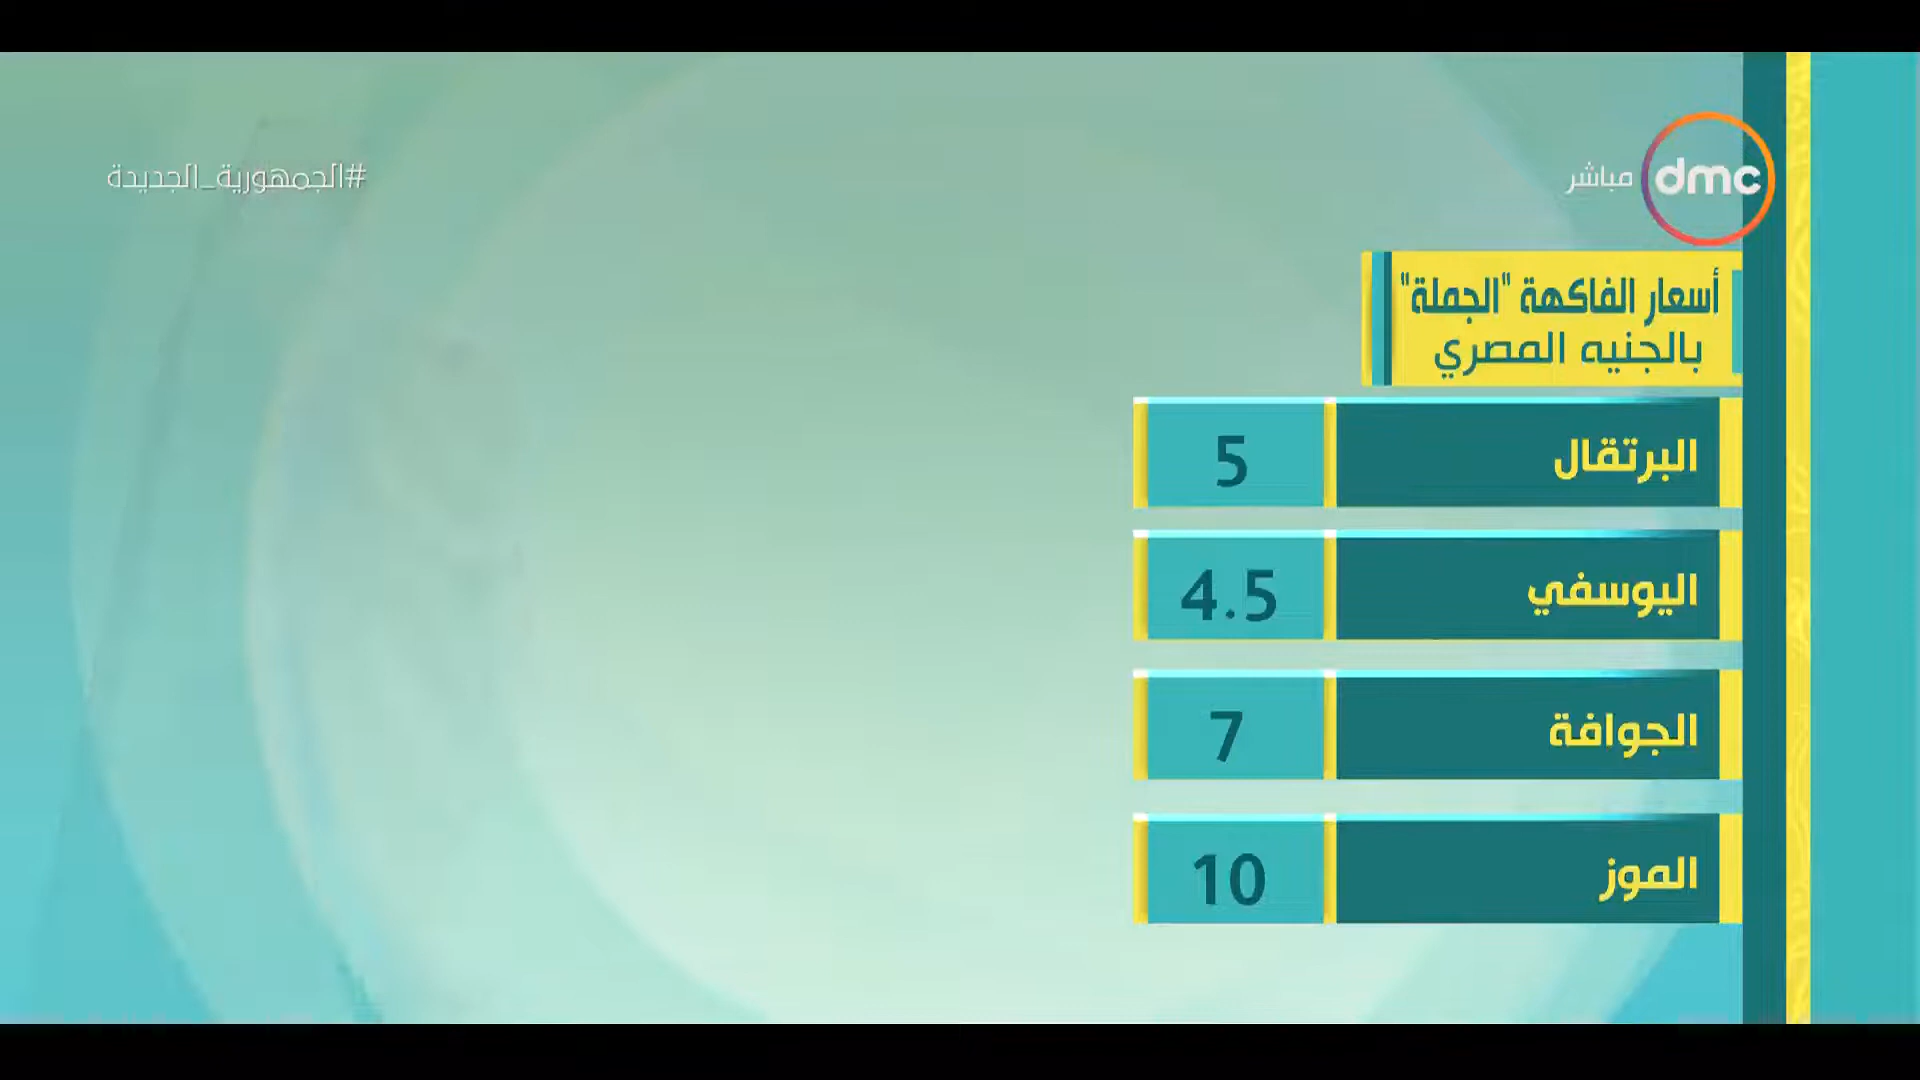 dmc مباشر
#الجمهورية_الجديدة
أسعار الفاكهة "الجملة"
بالجنيه المصري
البرتقال 5
اليوسفي 4.5
الجوافة 7
الموز 10